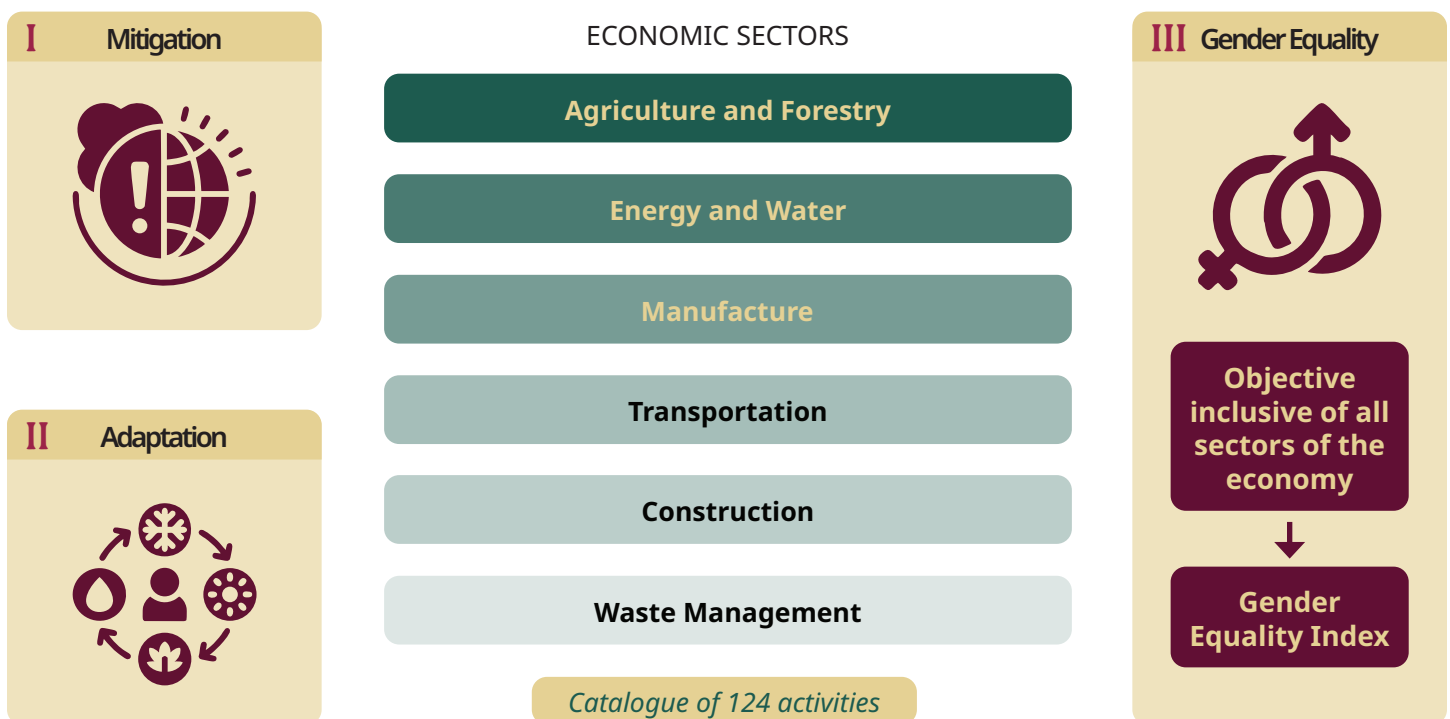 I Mitigation
II Adaptation
ECONOMIC SECTORS
Agriculture and Forestry
Energy and Water
Manufacture
Transportation
Construction
Waste Management
Catalogue of 124 activities
III Gender Equality
Objective
inclusive of all
sectors of the
economy
Gender
Equality Index